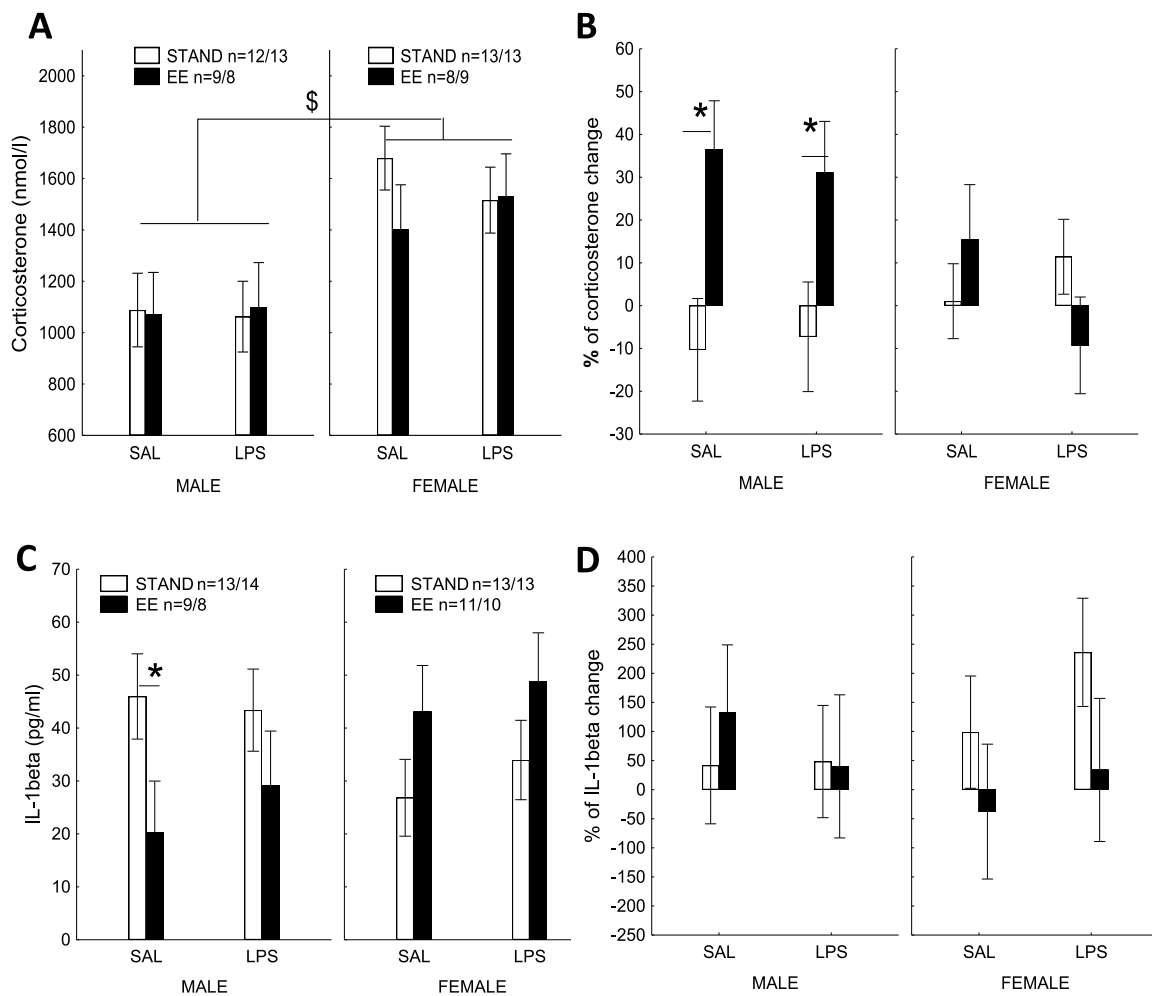 A
STAND n=12/13
EE n=9/8
STAND n=13/13
EE n=8/9
$
Corticosterone (nmol/l)
2000
1800
1600
1400
1200
1000
800
600
SAL
LPS
SAL
LPS
MALE
FEMALE
B
% of corticosterone change
60
50
40
30
20
10
0
-10
-20
-30
*
*
SAL
LPS
SAL
LPS
MALE
FEMALE
C
STAND n=13/14
EE n=9/8
STAND n=13/13
EE n=11/10
IL-1beta (pg/ml)
70
60
50
40
30
20
10
0
*
SAL
LPS
SAL
LPS
MALE
FEMALE
D
% of IL-1beta change
400
350
300
250
200
150
100
50
0
-50
-100
-150
-200
-250
SAL
LPS
SAL
LPS
MALE
FEMALE